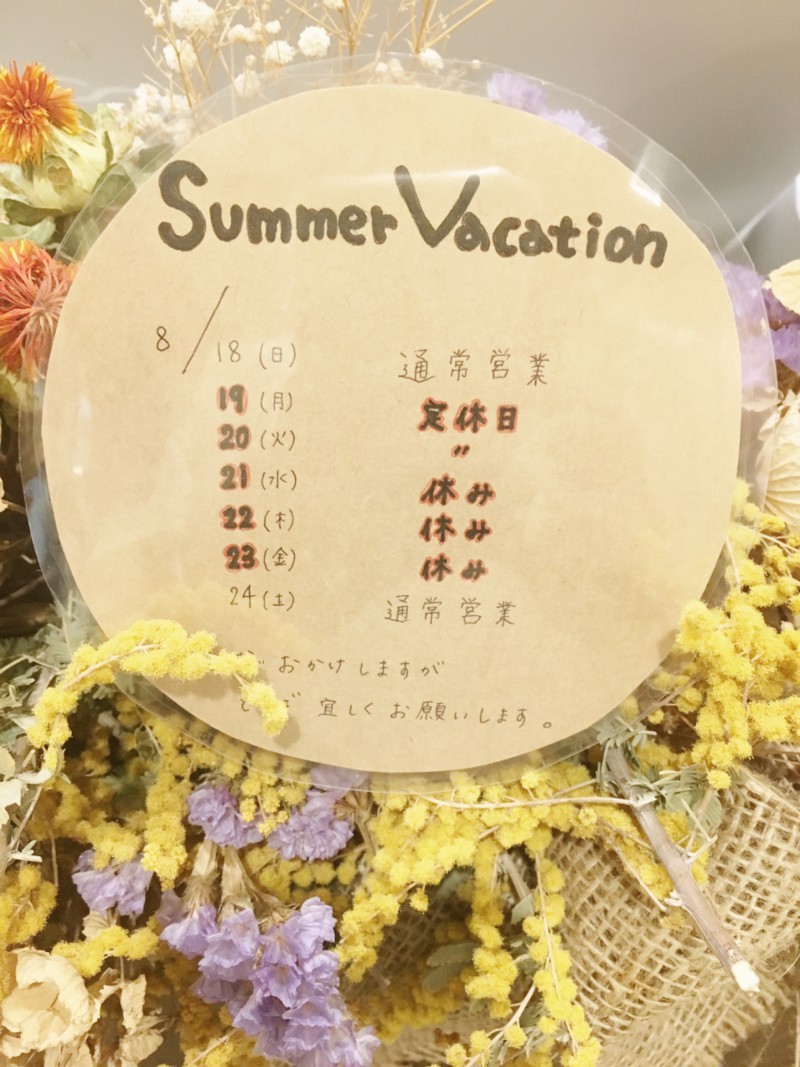 Summer Vacation
8/18(日) 通常営業
19(月) 定休日
20(火) 〃
21(水) 休み
22(木) 休み
23(金) 休み
24(土) 通常営業
おかけしますが
宜しくお願いします。